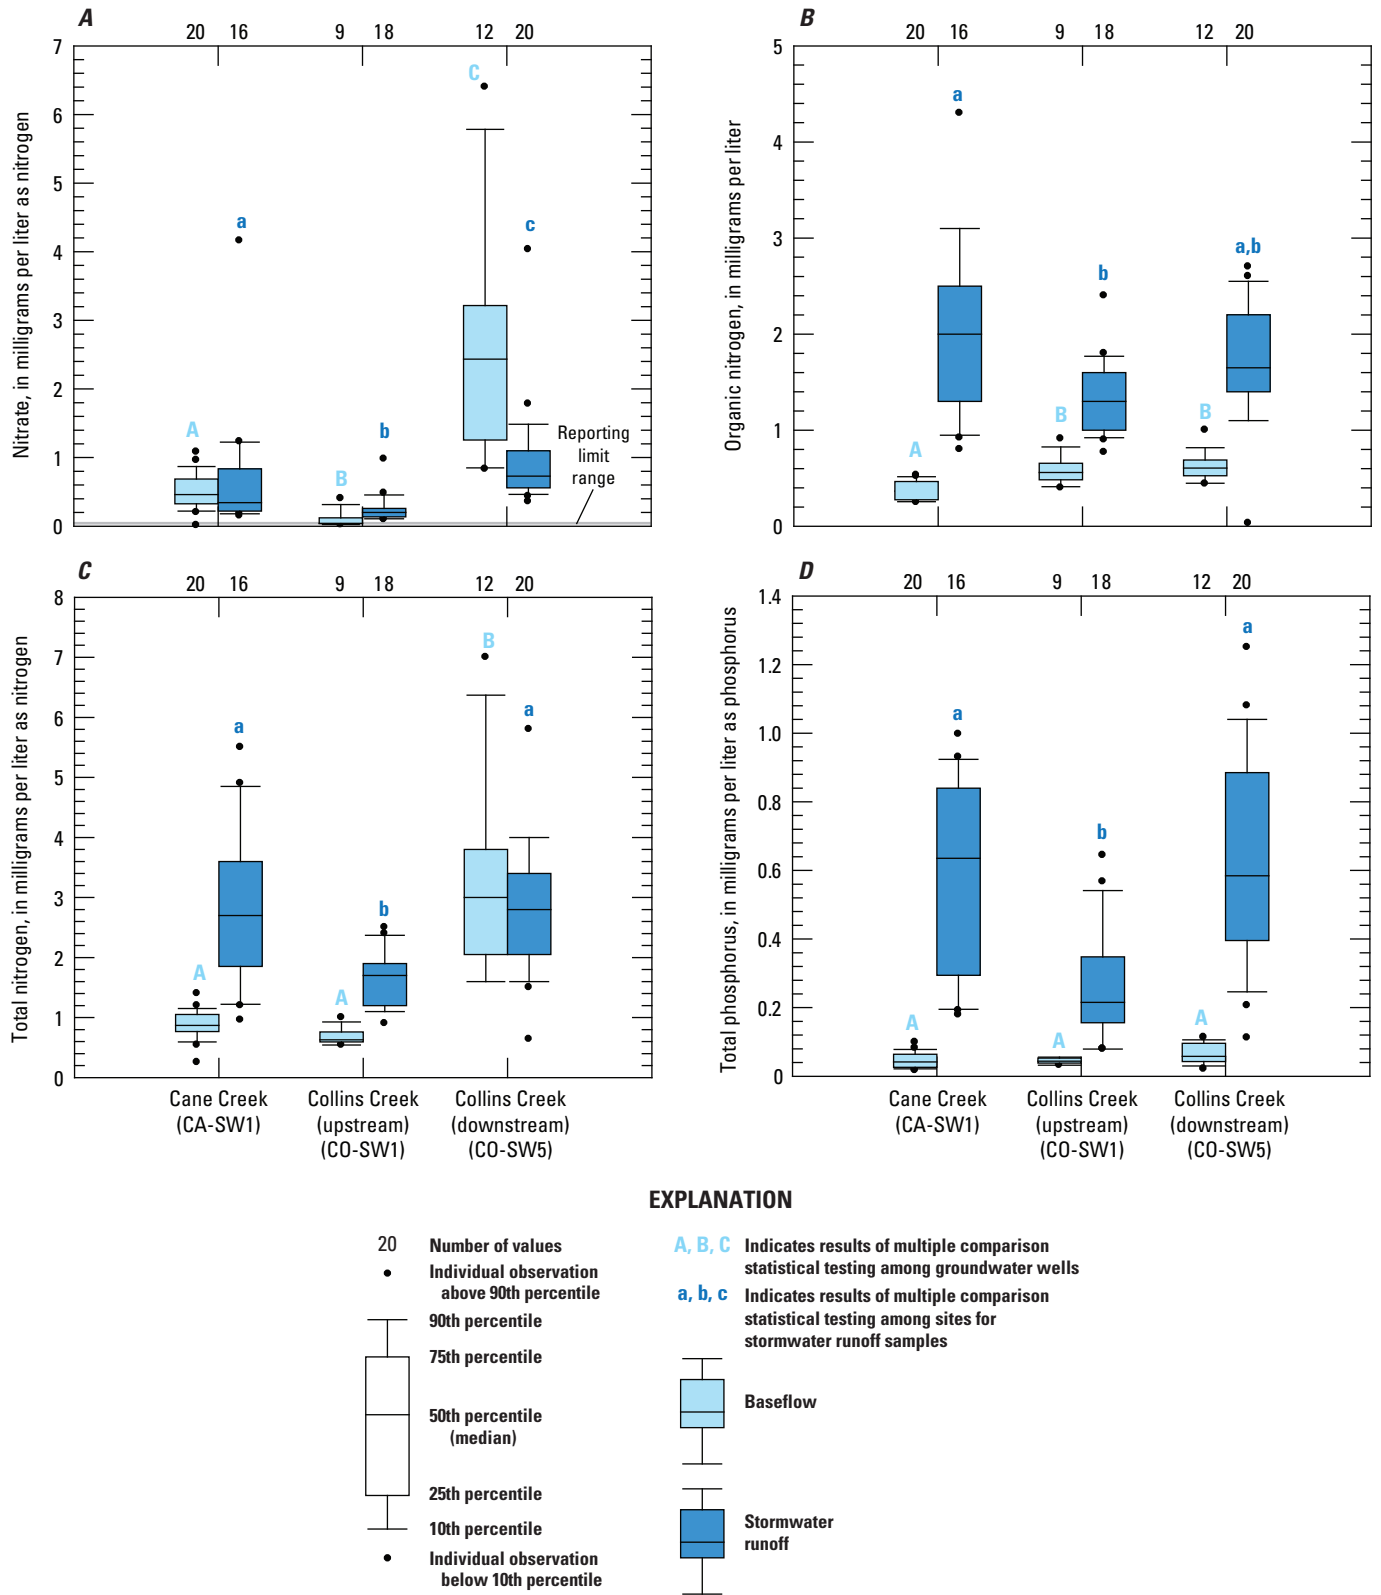 A
20 16 9 18 12 20
7
6
5
4
3
2
1
0
Nitrate, in milligrams per liter as nitrogen
A
a
B
b
C
c
Reporting
limit
range
B
20 16 9 18 12 20
5
4
3
2
1
0
Organic nitrogen, in milligrams per liter
A
a
B
b
B
a,b
C
20 16 9 18 12 20
8
7
6
5
4
3
2
1
0
Total nitrogen, in milligrams per liter as nitrogen
A
a
A
b
B
a
Cane Creek
(CA-SW1)
Collins Creek
(upstream)
(CO-SW1)
Collins Creek
(downstream)
(CO-SW5)
D
20 16 9 18 12 20
1.4
1.2
1.0
0.8
0.6
0.4
0.2
0
Total phosphorus, in milligrams per liter as phosphorus
A
a
A
b
A
a
Cane Creek
(CA-SW1)
Collins Creek
(upstream)
(CO-SW1)
Collins Creek
(downstream)
(CO-SW5)
EXPLANATION
20 Number of values
Individual observation
above 90th percentile
90th percentile
75th percentile
50th percentile
(median)
25th percentile
10th percentile
Individual observation
below 10th percentile
A, B, C Indicates results of multiple comparison
statistical testing among groundwater wells
a, b, c Indicates results of multiple comparison
statistical testing among sites for
stormwater runoff samples
Baseflow
Stormwater
runoff